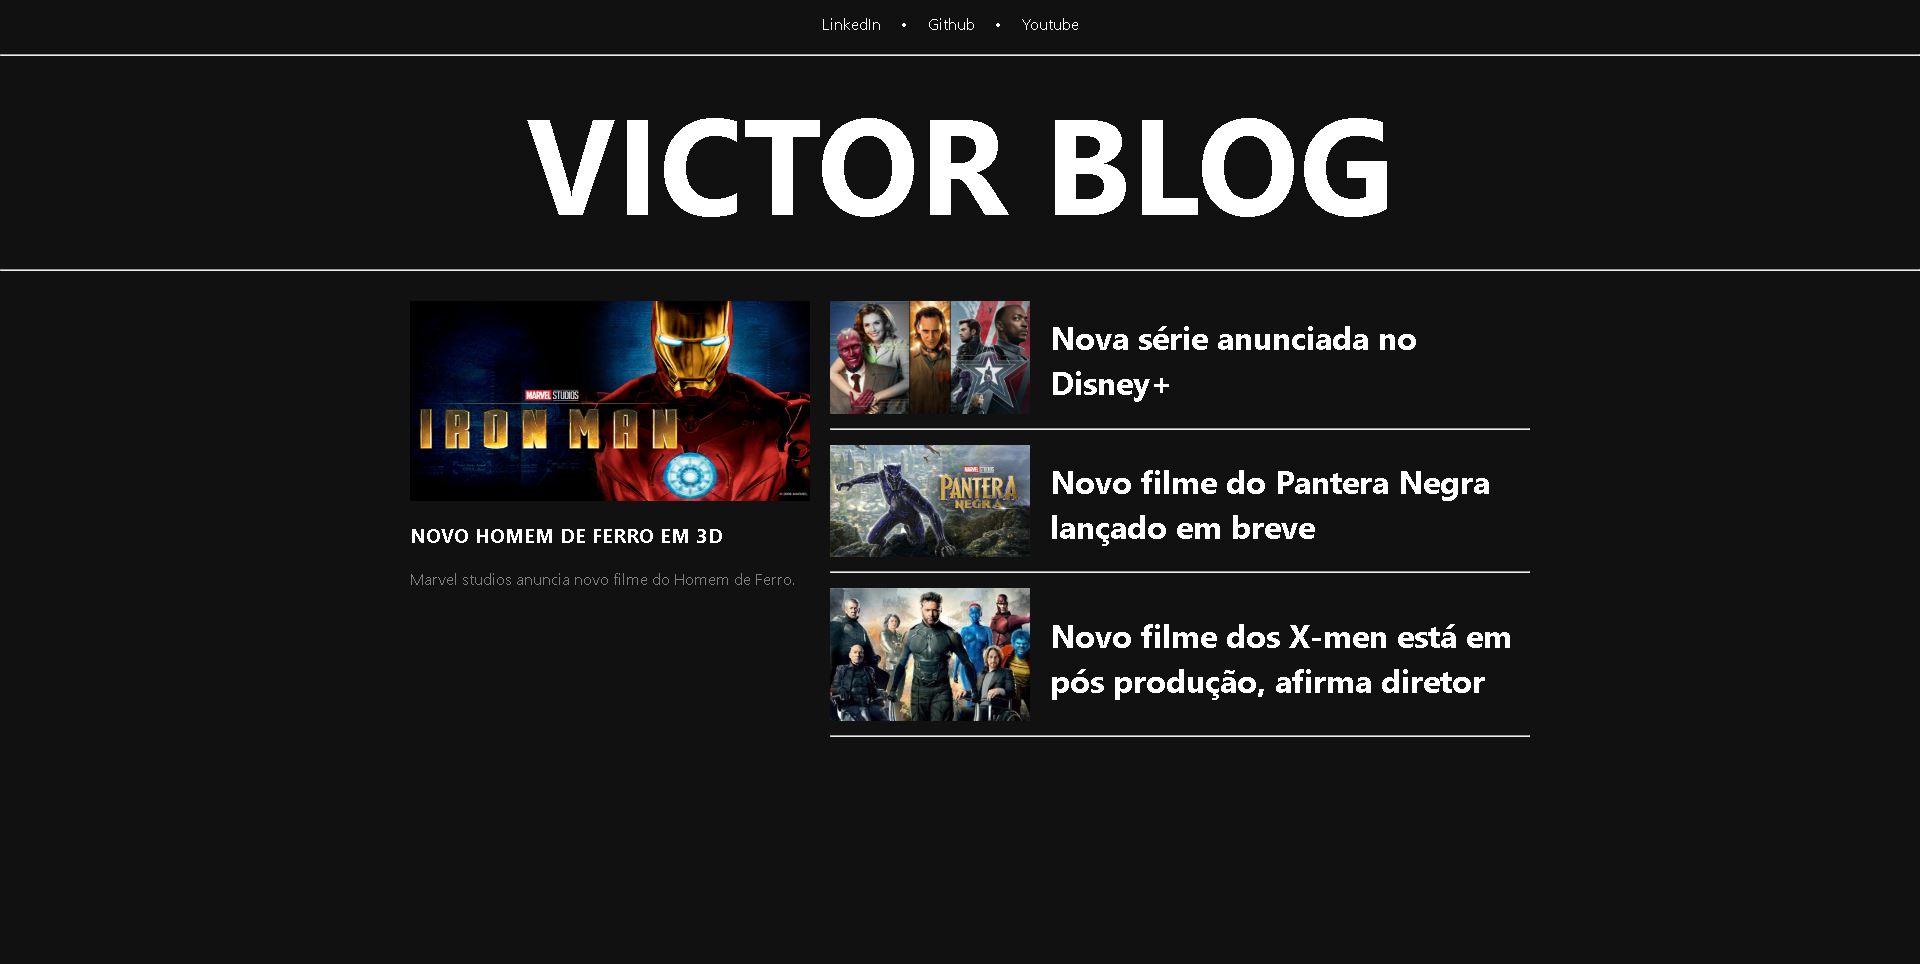 LinkedIn • Github • Youtube
VICTOR BLOG
MARVEL STUDIOS
IRON MAN
NOVO HOMEM DE FERRO EM 3D
Marvel studios anuncia novo filme do Homem de Ferro.
Nova série anunciada no
Disney+
MARVEL STUDIOS
PANTERA
NEGRA
Novo filme do Pantera Negra
lançado em breve
Novo filme dos X-men está em
pós produção, afirma diretor